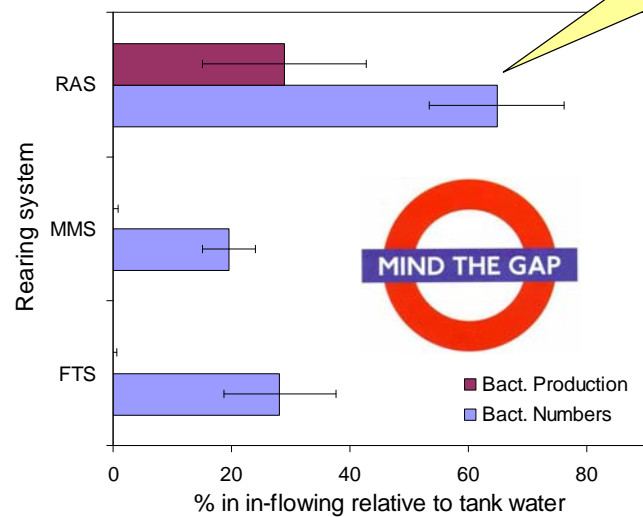 Rearing system
RAS
MMS
FTS
MIND THE GAP
Bact. Production
Bact. Numbers
0 20 40 60 80
% in in-flowing relative to tank water